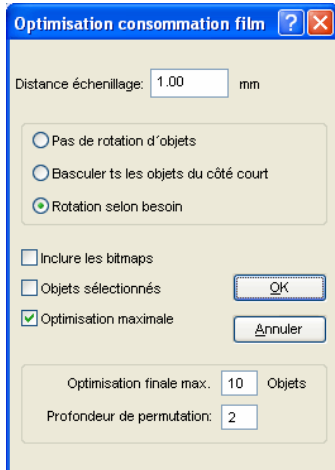 Optimisation consommation film
Distance échenillage: 1.00 mm
Pas de rotation d´objets
Basculer ts les objets du côté court
Rotation selon besoin
Inclure les bitmaps
Objets sélectionnés
OK
Optimisation maximale
Annuler
Optimisation finale max. 10 Objets
Profondeur de permutation: 2